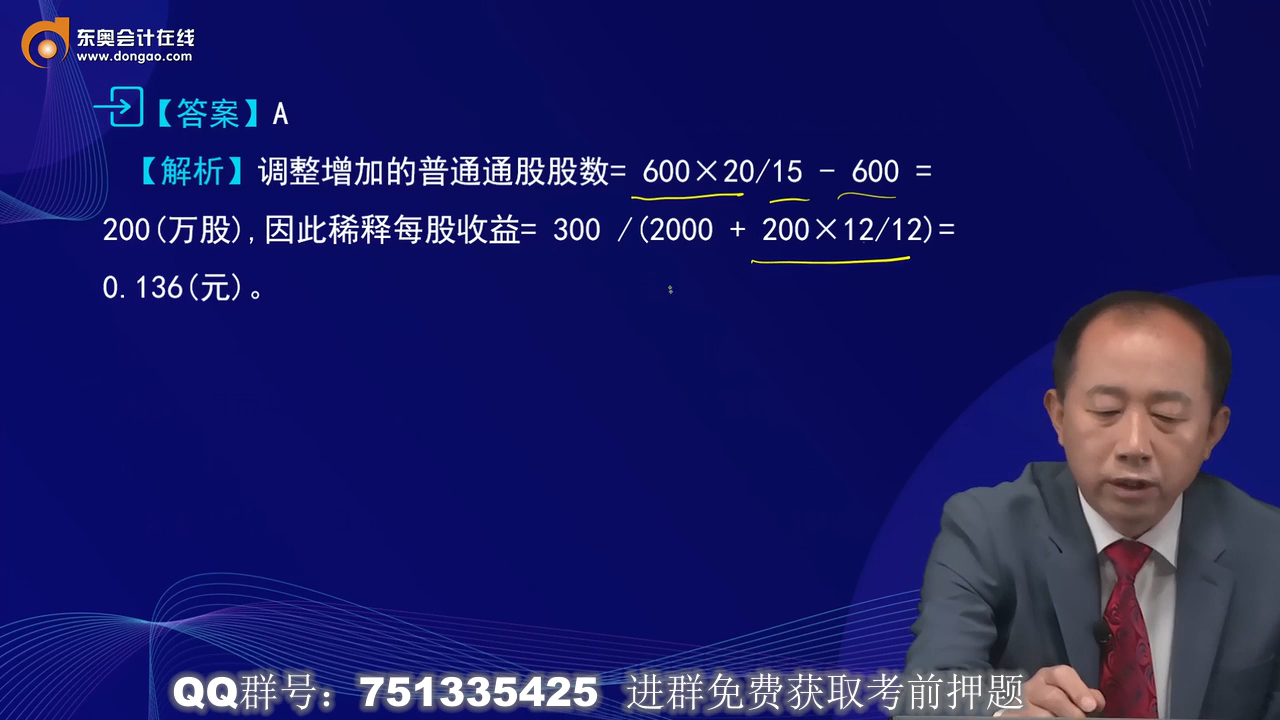 东奥会计在线
www.dongao.com
【答案】A
【解析】调整增加的普通通股股数= 600×20/15 - 600 =
200(万股),因此稀释每股收益= 300 /(2000 + 200×12/12)=
0.136(元)。
QQ群号：751335425 进群免费获取考前押题